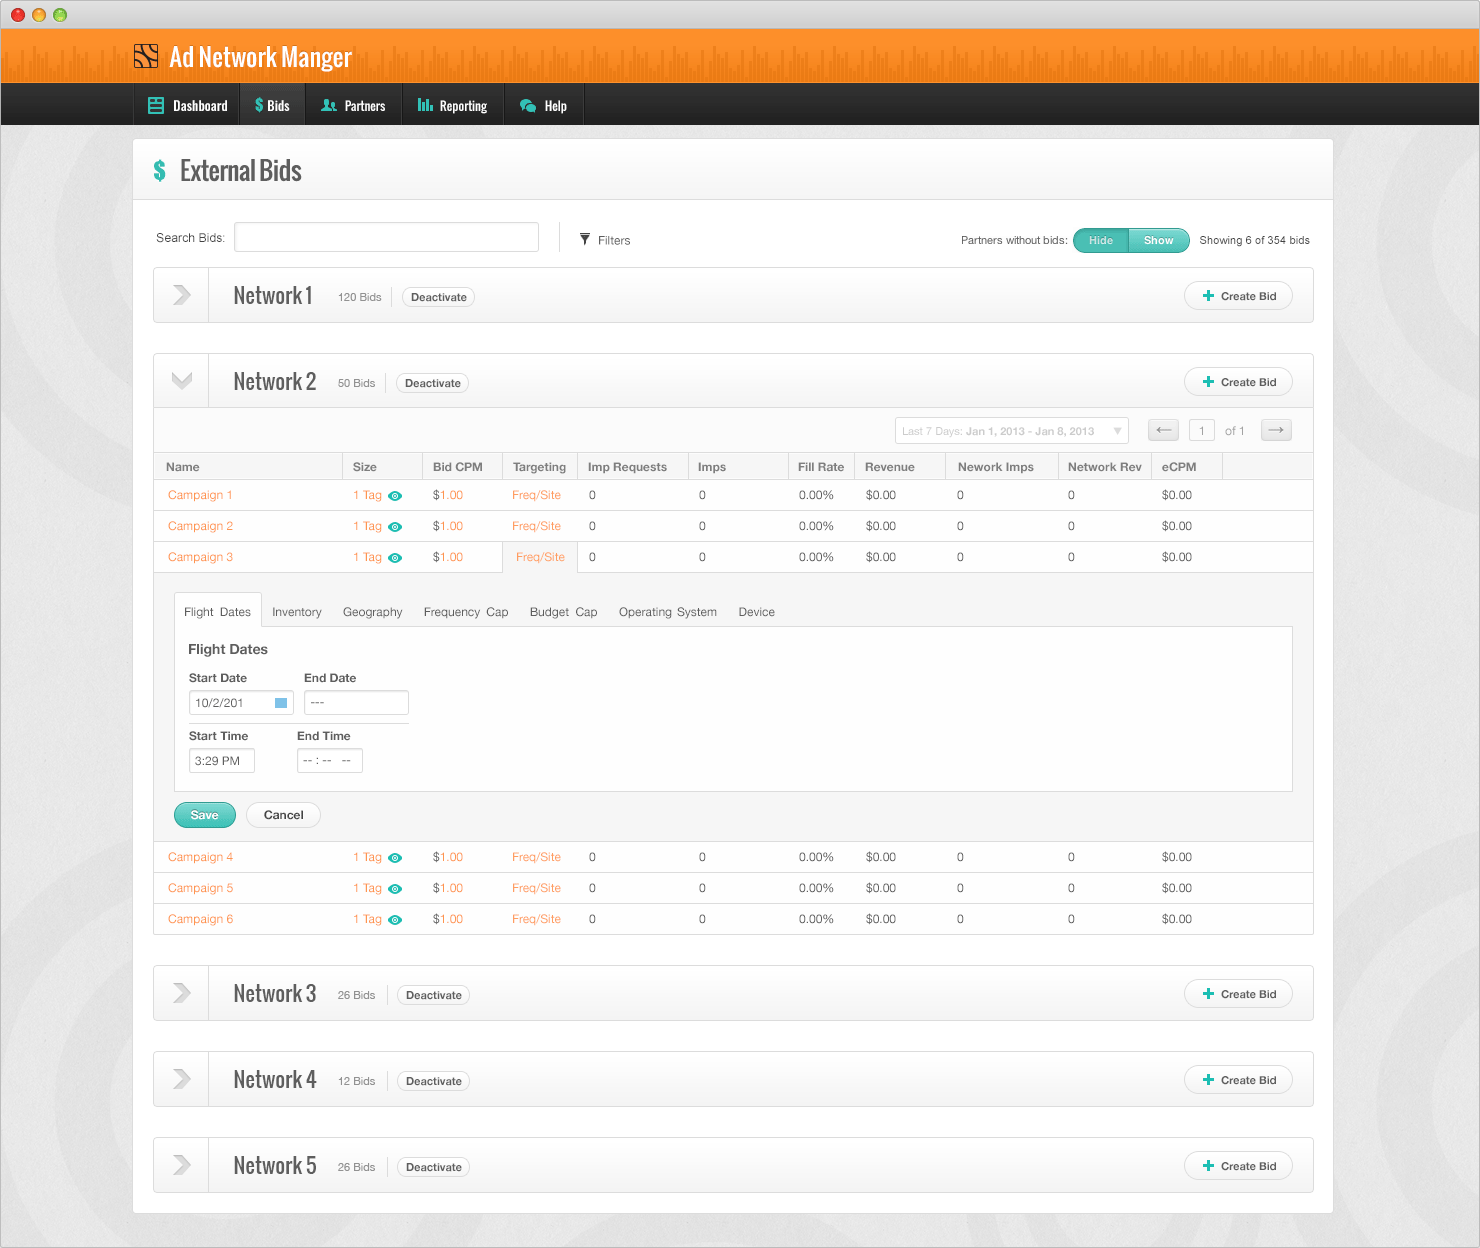 Ad Network Manger
Dashboard $ Bids Partners Reporting Help
$ External Bids
Search Bids: Filters Partners without bids: Hide Show Showing 6 of 354 bids
Network 1 120 Bids Deactivate + Create Bid
Network 2 50 Bids Deactivate + Create Bid
Last 7 Days: Jan 1, 2013 - Jan 8, 2013 ▼ ← 1 of 1 →
Name Size Bid CPM Targeting Imp Requests Imps Fill Rate Revenue Nework Imps Network Rev eCPM
Campaign 1 1 Tag $1.00 Freq/Site 0 0 0.00% $0.00 0 0 $0.00
Campaign 2 1 Tag $1.00 Freq/Site 0 0 0.00% $0.00 0 0 $0.00
Campaign 3 1 Tag $1.00 Freq/Site 0 0 0.00% $0.00 0 0 $0.00
Flight Dates Inventory Geography Frequency Cap Budget Cap Operating System Device
Flight Dates
Start Date End Date
10/2/201 ---
Start Time End Time
3:29 PM -- : -- --
Save Cancel
Campaign 4 1 Tag $1.00 Freq/Site 0 0 0.00% $0.00 0 0 $0.00
Campaign 5 1 Tag $1.00 Freq/Site 0 0 0.00% $0.00 0 0 $0.00
Campaign 6 1 Tag $1.00 Freq/Site 0 0 0.00% $0.00 0 0 $0.00
Network 3 26 Bids Deactivate + Create Bid
Network 4 12 Bids Deactivate + Create Bid
Network 5 26 Bids Deactivate + Create Bid